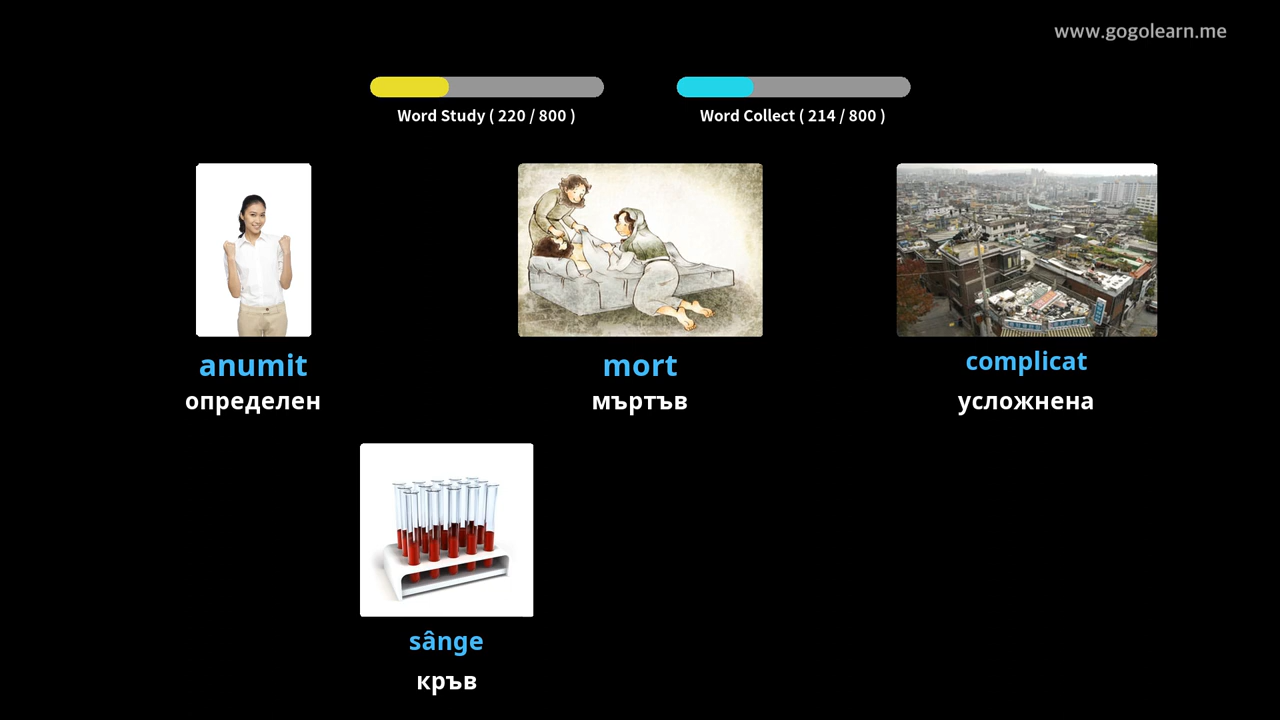 www.gogolearn.me
Word Study ( 220 / 800 )
Word Collect ( 214 / 800 )
anumit
определен
mort
мъртъв
complicat
усложнена
sânge
кръв